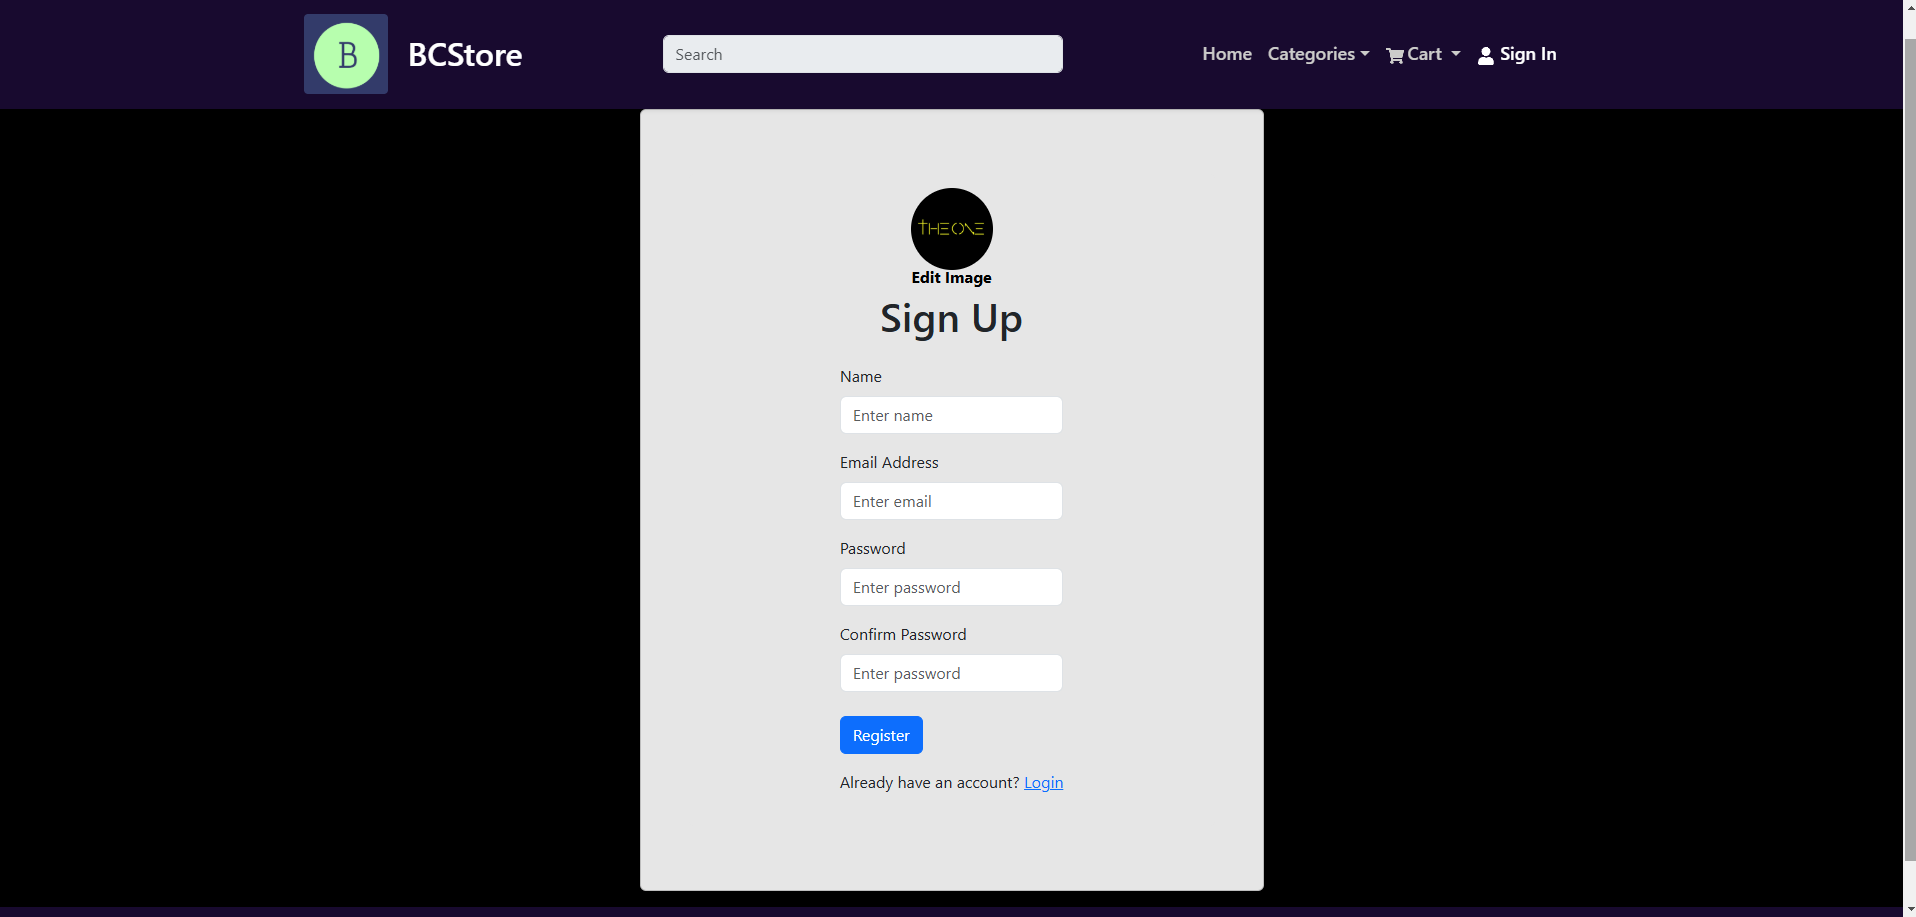 B
BCStore
Search
Home
Categories
Cart
Sign In
THE ONE
Edit Image
Sign Up
Name
Enter name
Email Address
Enter email
Password
Enter password
Confirm Password
Enter password
Register
Already have an account? Login